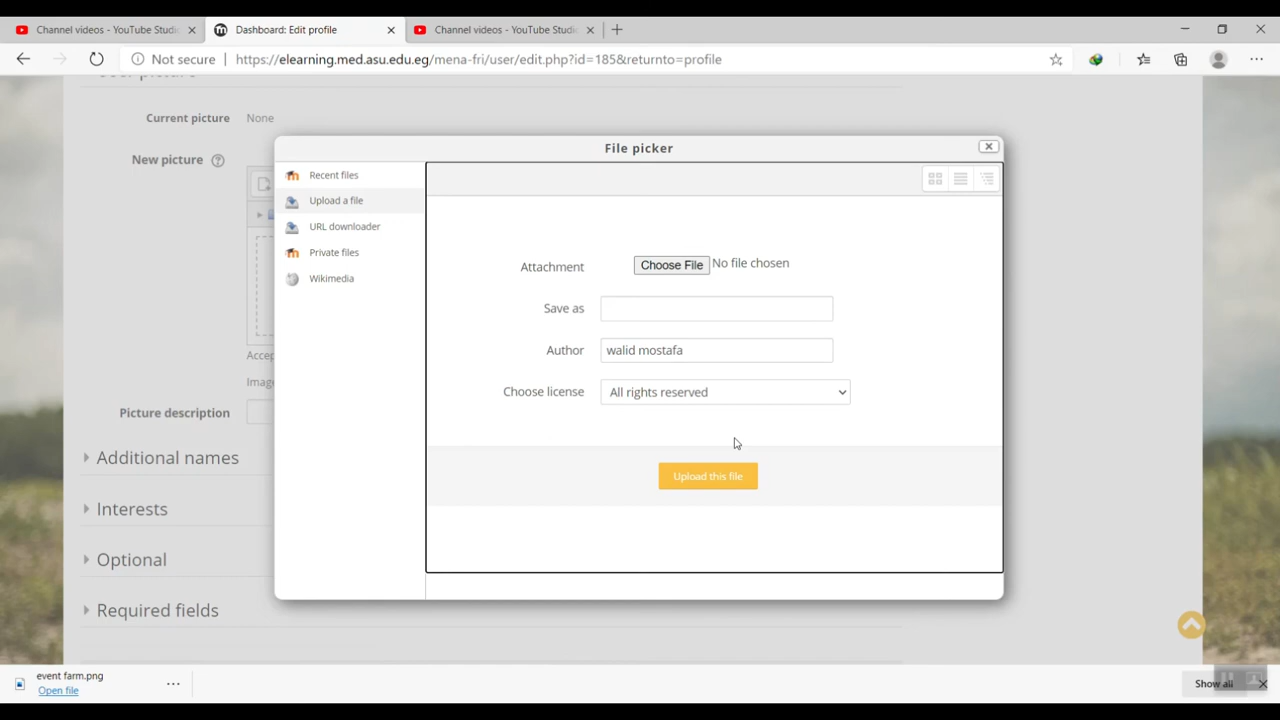 Channel videos - YouTube Studi
Dashboard: Edit profile
Channel videos - YouTube Studi
Not secure
https://elearning.med.asu.edu.eg/mena-fri/user/edit.php?id=185&returnto=profile
Current picture
None
New picture
File picker
Recent files
Upload a file
URL downloader
Private files
Wikimedia
Attachment
Choose File No file chosen
Save as
Author
walid mostafa
Choose license
All rights reserved
Upload this file
Accep
Image
Picture description
Additional names
Interests
Optional
Required fields
event farm.png
Open file
Show all